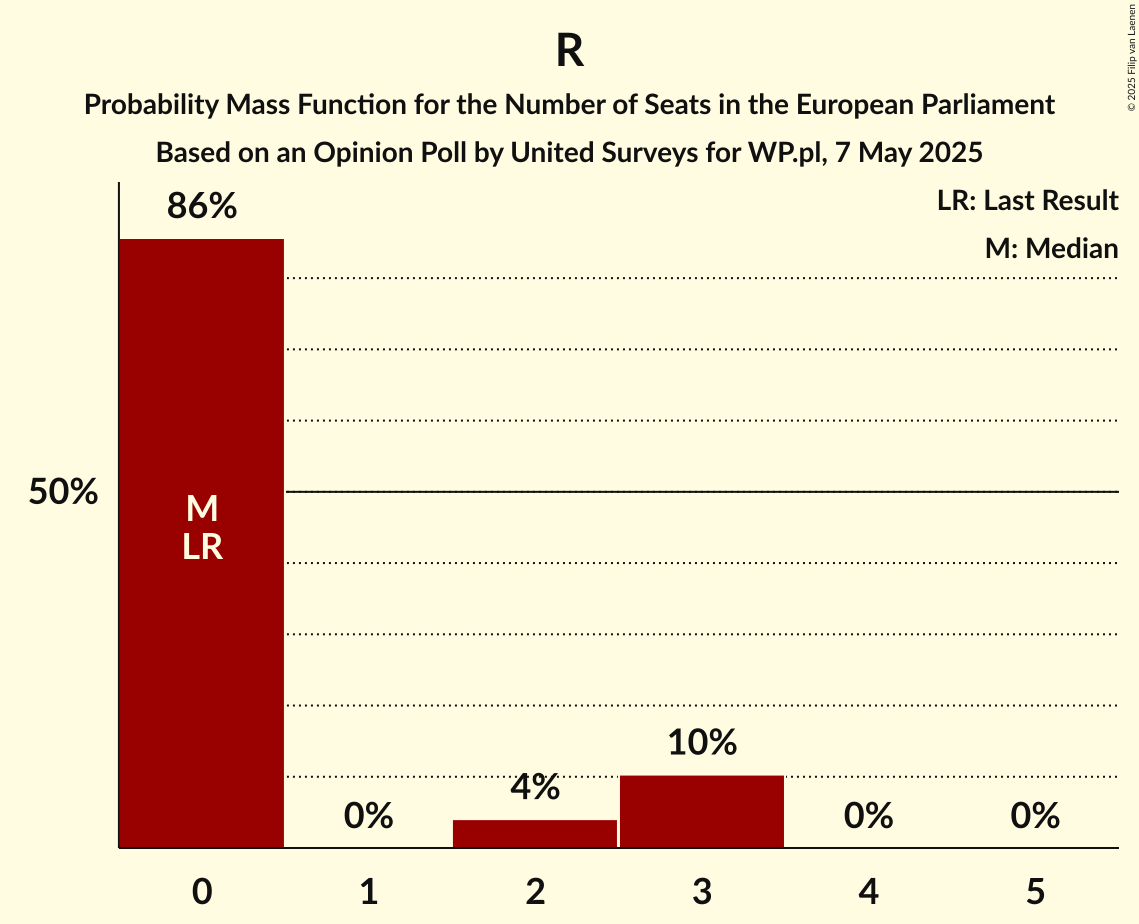 R
Probability Mass Function for the Number of Seats in the European Parliament
Based on an Opinion Poll by United Surveys for WP.pl, 7 May 2025
© 2025 Filip van Laenen
LR: Last Result
M: Median
86%
50%
M
LR
0%
4%
10%
0%
0%
0 1 2 3 4 5